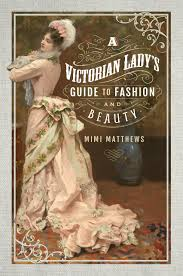 A
VICTORIAN LADY'S
GUIDE TO FASHION
AND
BEAUTY
MIMI MATTHEWS